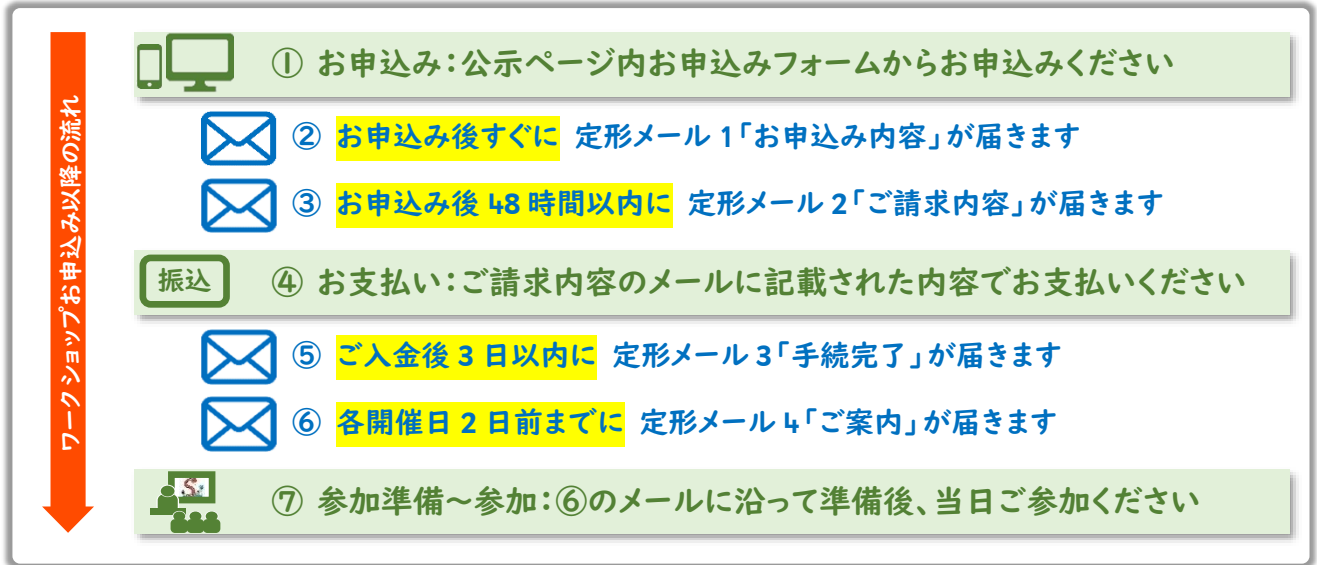 ワークショップお申込み以降の流れ
① お申込み：公示ページ内お申込みフォームからお申込みください
② お申込み後すぐに 定形メール 1「お申込み内容」が届きます
③ お申込み後 48 時間以内に 定形メール 2「ご請求内容」が届きます
振込 ④ お支払い：ご請求内容のメールに記載された内容でお支払いください
⑤ ご入金後 3 日以内に 定形メール 3「手続完了」が届きます
⑥ 各開催日 2 日前までに 定形メール 4「ご案内」が届きます
⑦ 参加準備～参加：⑥のメールに沿って準備後、当日ご参加ください